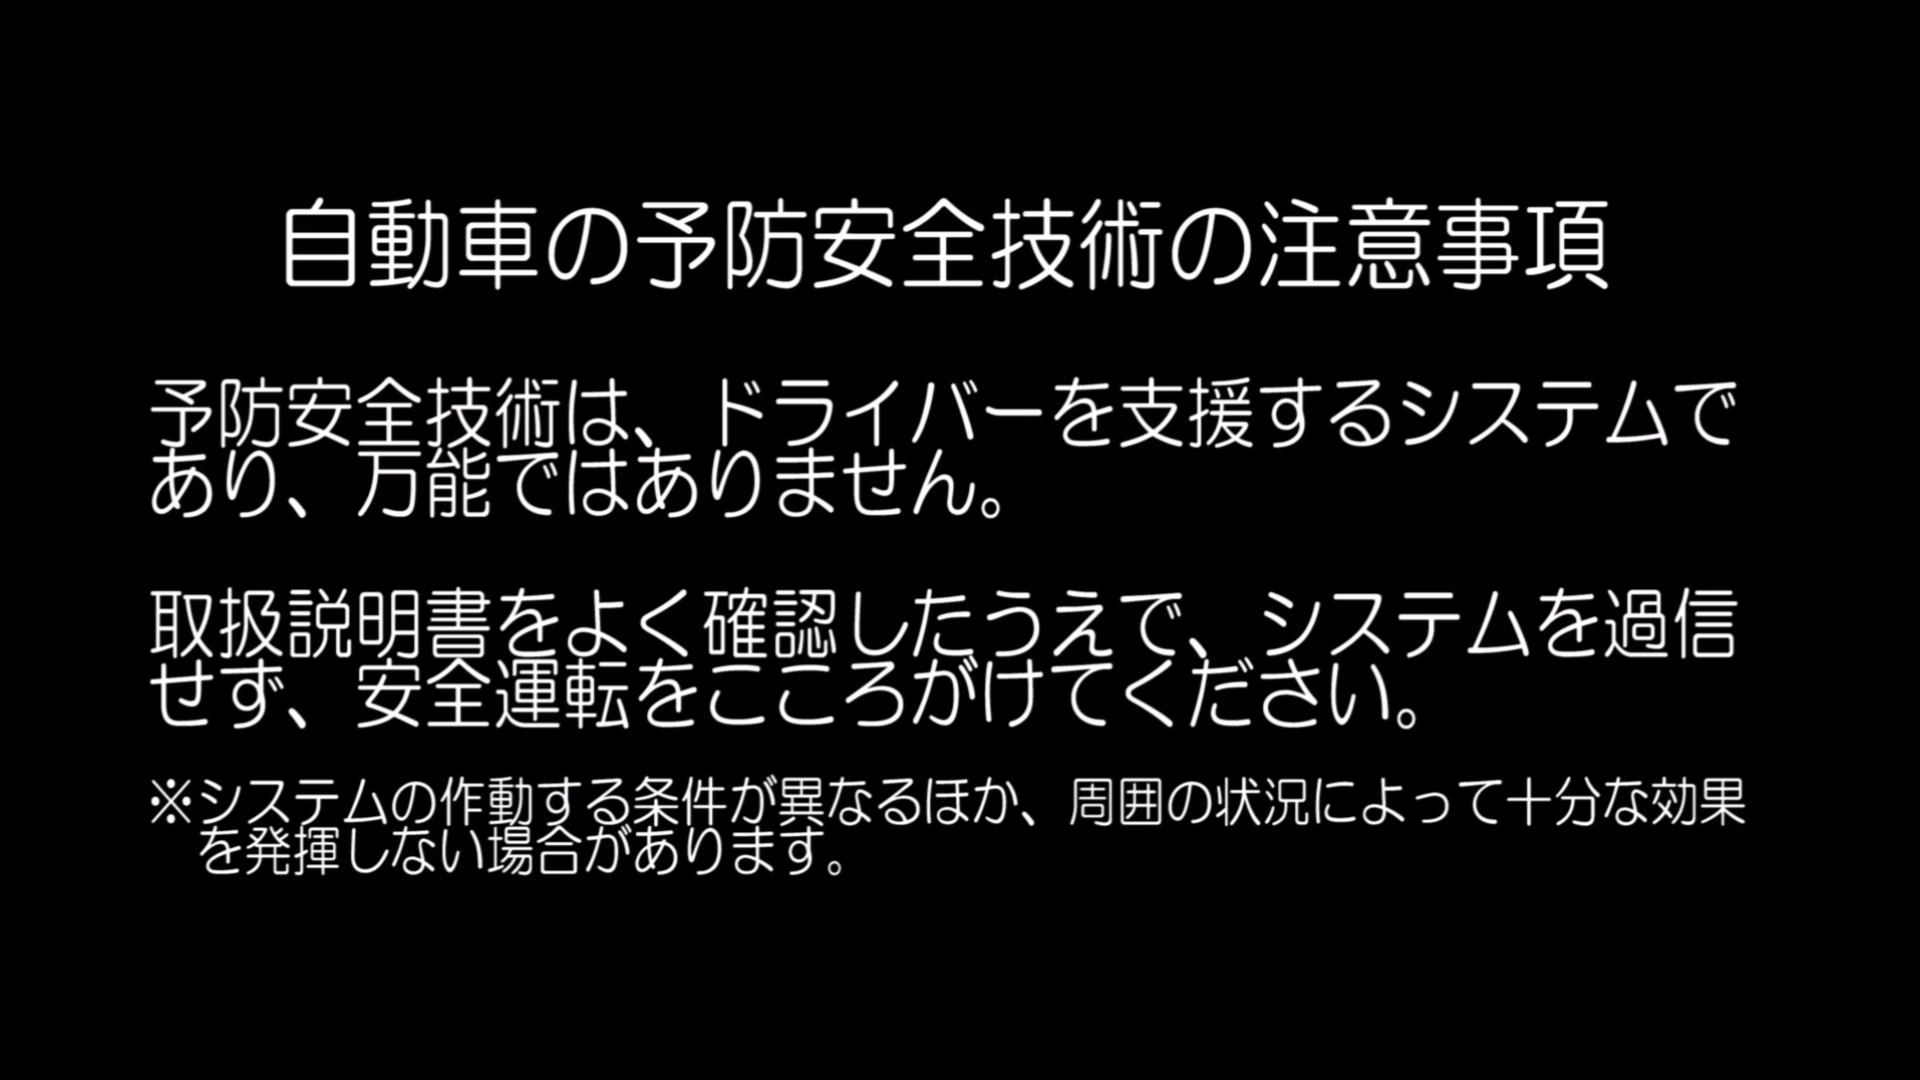 自動車の予防安全技術の注意事項
予防安全技術は、ドライバーを支援するシステムで
あり、万能ではありません。
取扱説明書をよく確認したうえで、システムを過信
せず、安全運転をこころがけてください。
※システムの作動する条件が異なるほか、周囲の状況によって十分な効果
を発揮しない場合があります。